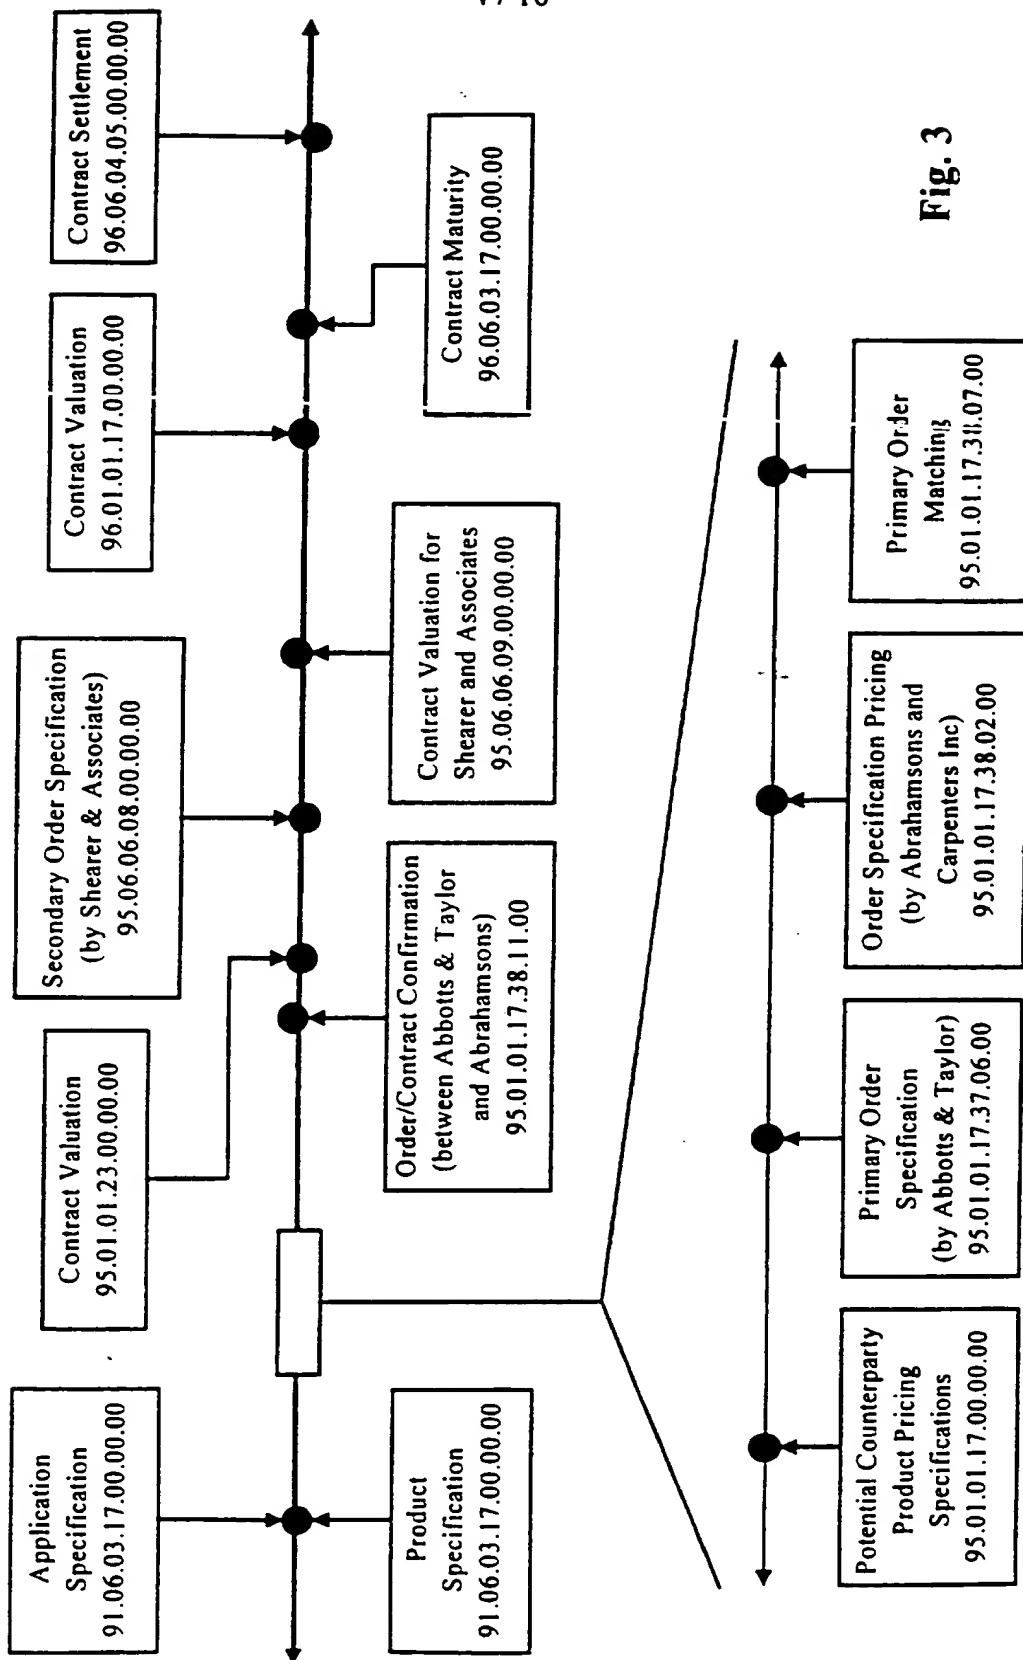 Application
Specification
91.06.03.17.00.00.00
Contract Valuation
95.01.01.23.00.00.00
Secondary Order Specification
(by Shearer & Associates)
95.06.06.08.00.00.00
Contract Valuation
96.01.01.17.00.00.00
Contract Settlement
96.06.04.05.00.00.00
Product
Specification
91.06.03.17.00.00.00
Order/Contract Confirmation
(between Abbotts & Taylor
and Abrahamsons)
95.01.01.17.38.11.00
Contract Valuation for
Shearer and Associates
95.06.06.09.00.00.00
Contract Maturity
96.06.03.17.00.00.00
Potential Counterparty
Product Pricing
Specifications
95.01.01.17.00.00.00
Primary Order
Specification
(by Abbotts & Taylor)
95.01.01.17.37.06.00
Order Specification Pricing
(by Abrahamsons and
Carpenters Inc)
95.01.01.17.38.02.00
Primary Order
Matching
95.01.01.17.38.07.00
Fig. 3